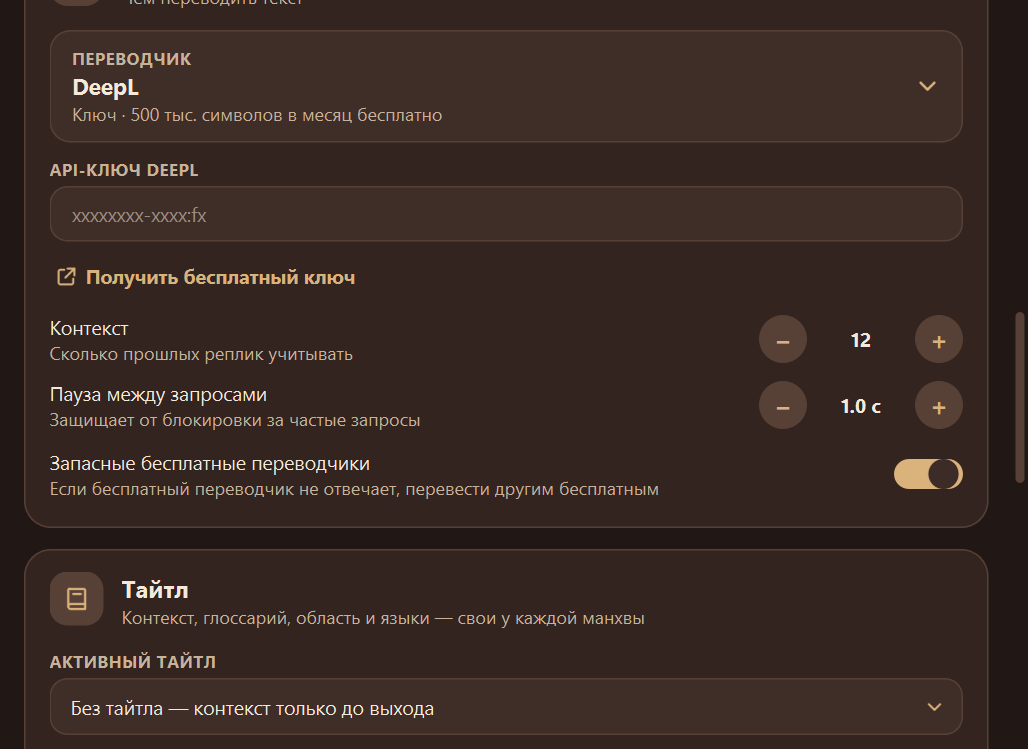 Чем переводить текст
ПЕРЕВОДЧИК
DeepL
Ключ · 500 тыс. символов в месяц бесплатно
API-КЛЮЧ DEEPL
xxxxxxxx-xxxx:fx
Получить бесплатный ключ
Контекст
Сколько прошлых реплик учитывать
– 12 +
Пауза между запросами
Защищает от блокировки за частые запросы
– 1.0 с +
Запасные бесплатные переводчики
Если бесплатный переводчик не отвечает, перевести другим бесплатным
Тайтл
Контекст, глоссарий, область и языки — свои у каждой манхвы
АКТИВНЫЙ ТАЙТЛ
Без тайтла — контекст только до выхода